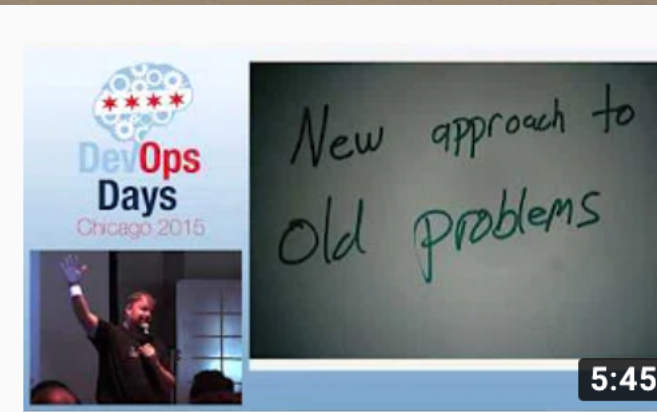 DevOps
Days
Chicago 2015
New approach to
Old problems
5:45